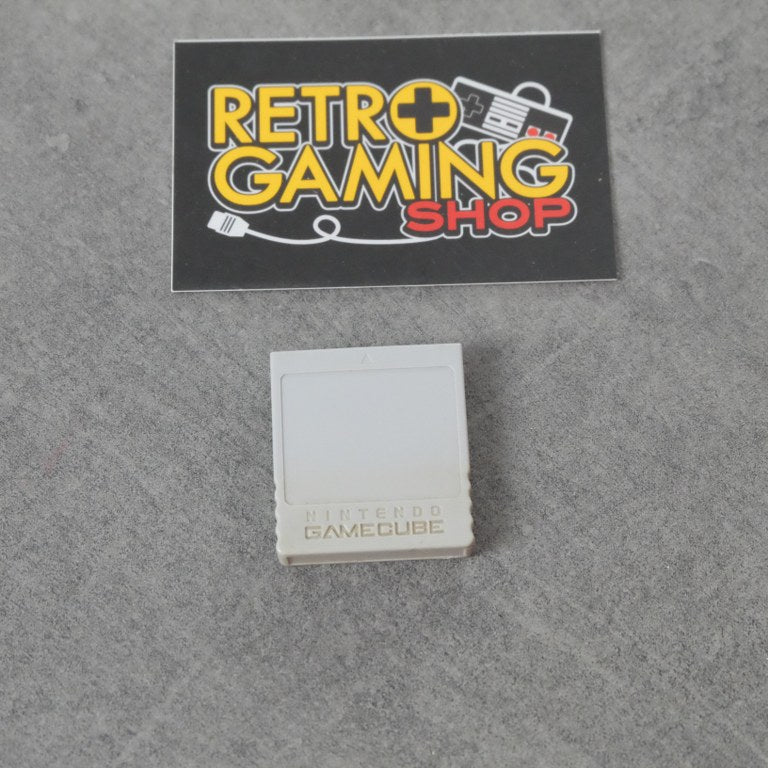 RETRO
GAMING
SHOP
NINTENDO
GAMECUBE